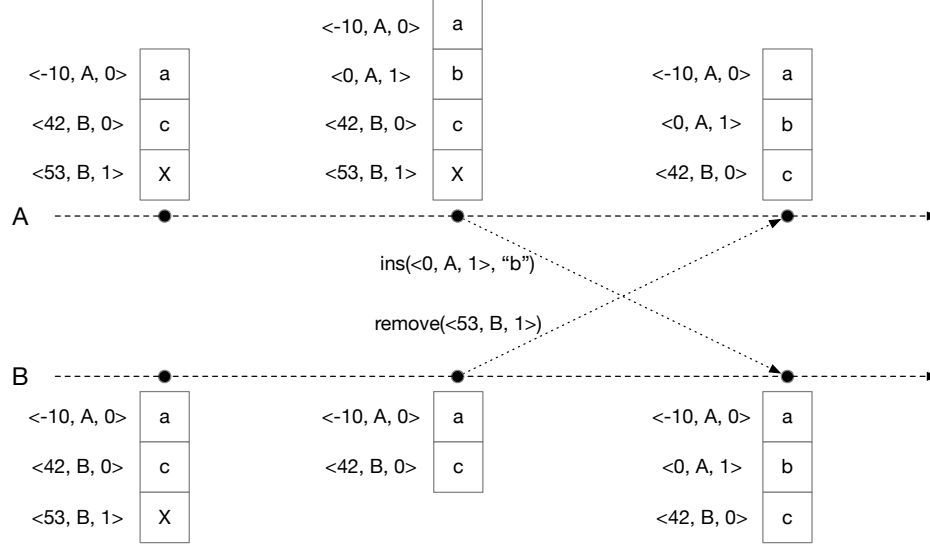 <-10, A, 0> a
<0, A, 1> b
<42, B, 0> c
<53, B, 1> X
<-10, A, 0> a
<42, B, 0> c
<53, B, 1> X
<-10, A, 0> a
<0, A, 1> b
<42, B, 0> c
A
ins(<0, A, 1>, “b”)
remove(<53, B, 1>)
B
<-10, A, 0> a
<42, B, 0> c
<53, B, 1> X
<-10, A, 0> a
<42, B, 0> c
<-10, A, 0> a
<0, A, 1> b
<42, B, 0> c